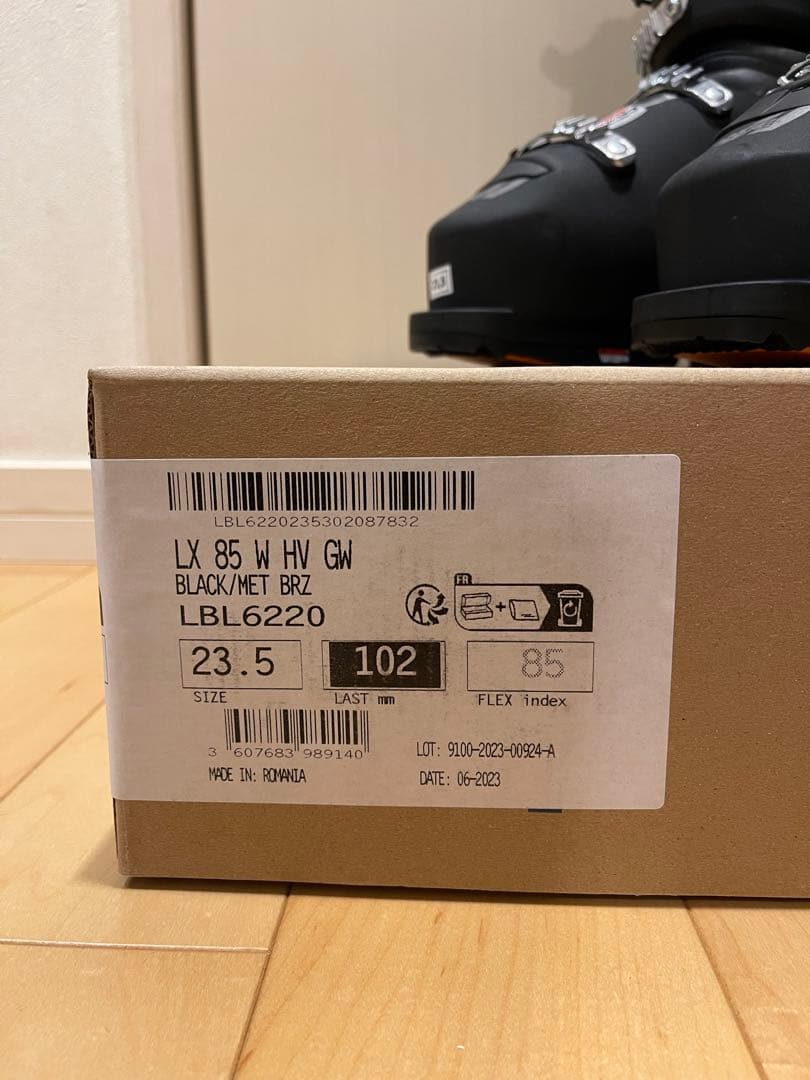 LBL6220235302087832
LX 85 W HV GW
BLACK/MET BRZ
LBL6220
FR
23.5
102
85
SIZE
LAST mm
FLEX index
3 607683 989140
LOT: 9100-2023-00924-A
MADE IN: ROMANIA
DATE: 06-2023